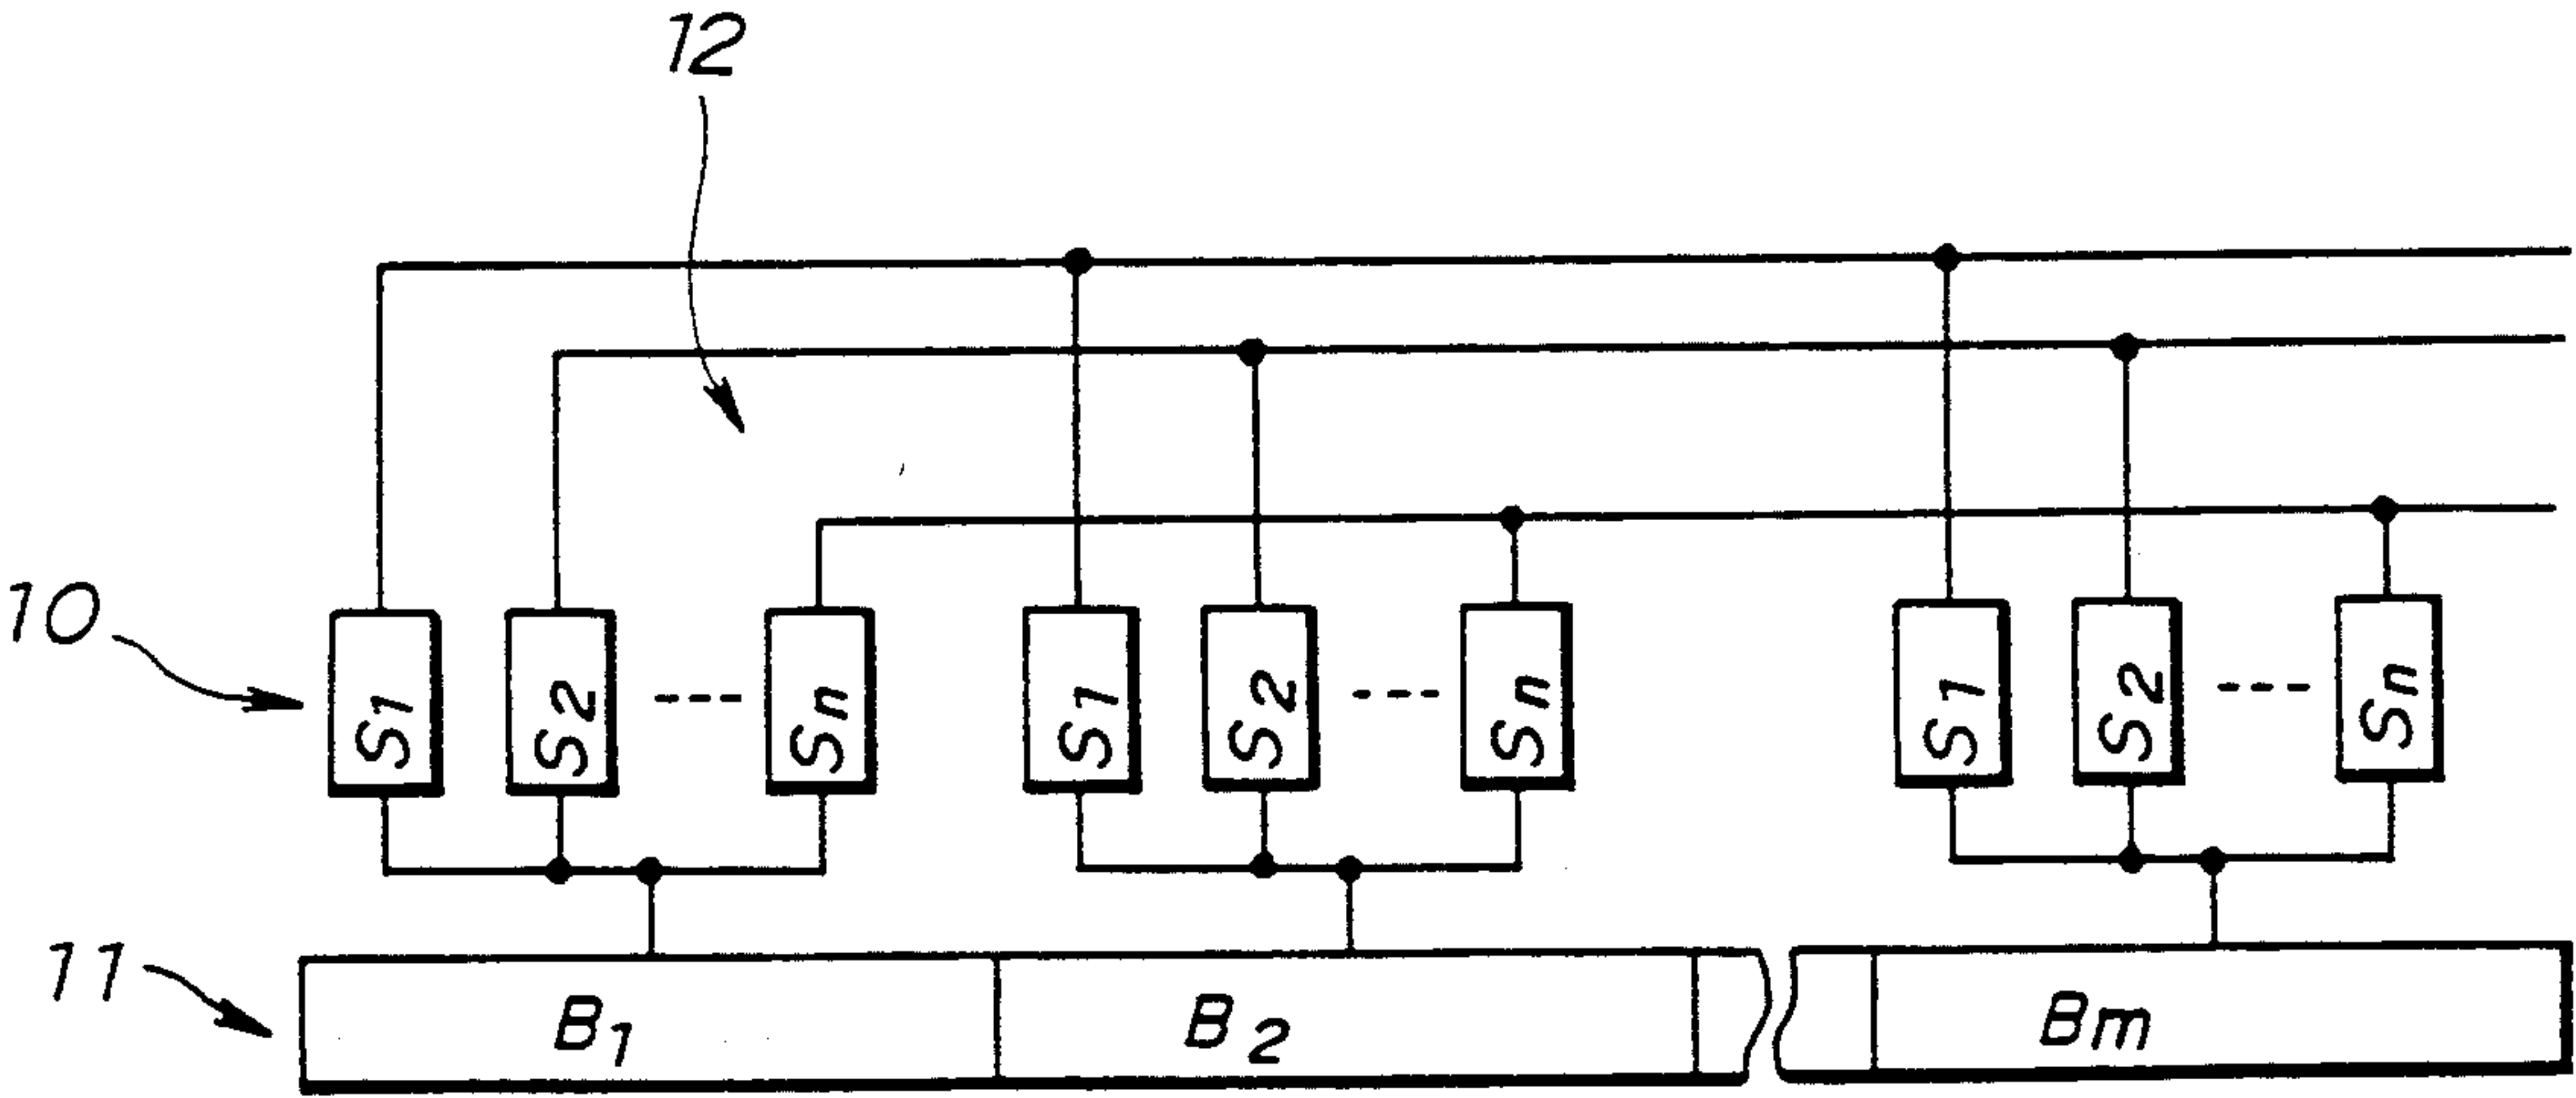 12
10
S1 S2 ---- Sn S1 S2 ---- Sn S1 S2 ---- Sn
11
B1 B2 Bm